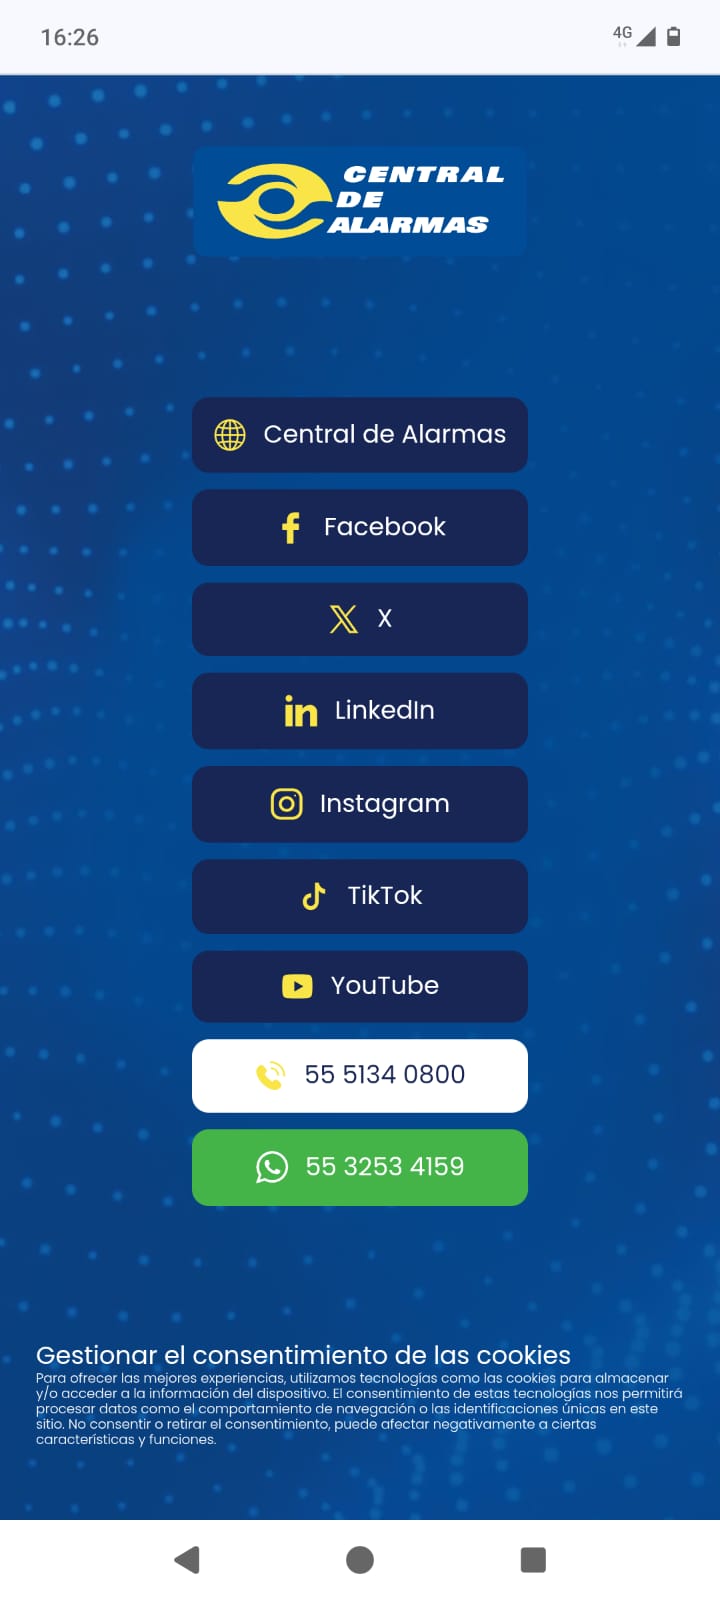 16:26
4G
CENTRAL
DE
ALARMAS
Central de Alarmas
Facebook
X
LinkedIn
Instagram
TikTok
YouTube
55 5134 0800
55 3253 4159
Gestionar el consentimiento de las cookies
Para ofrecer las mejores experiencias, utilizamos tecnologías como las cookies para almacenar
y/o acceder a la información del dispositivo. El consentimiento de estas tecnologías nos permitirá
procesar datos como el comportamiento de navegación o las identificaciones únicas en este
sitio. No consentir o retirar el consentimiento, puede afectar negativamente a ciertas
características y funciones.